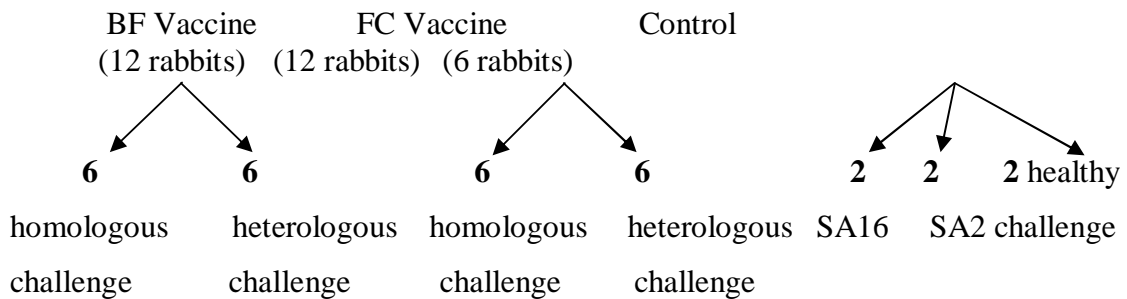 BF Vaccine FC Vaccine Control
(12 rabbits) (12 rabbits) (6 rabbits)
6 6 6 6 2 2 2 healthy
homologous heterologous homologous heterologous SA16 SA2 challenge
challenge challenge challenge challenge